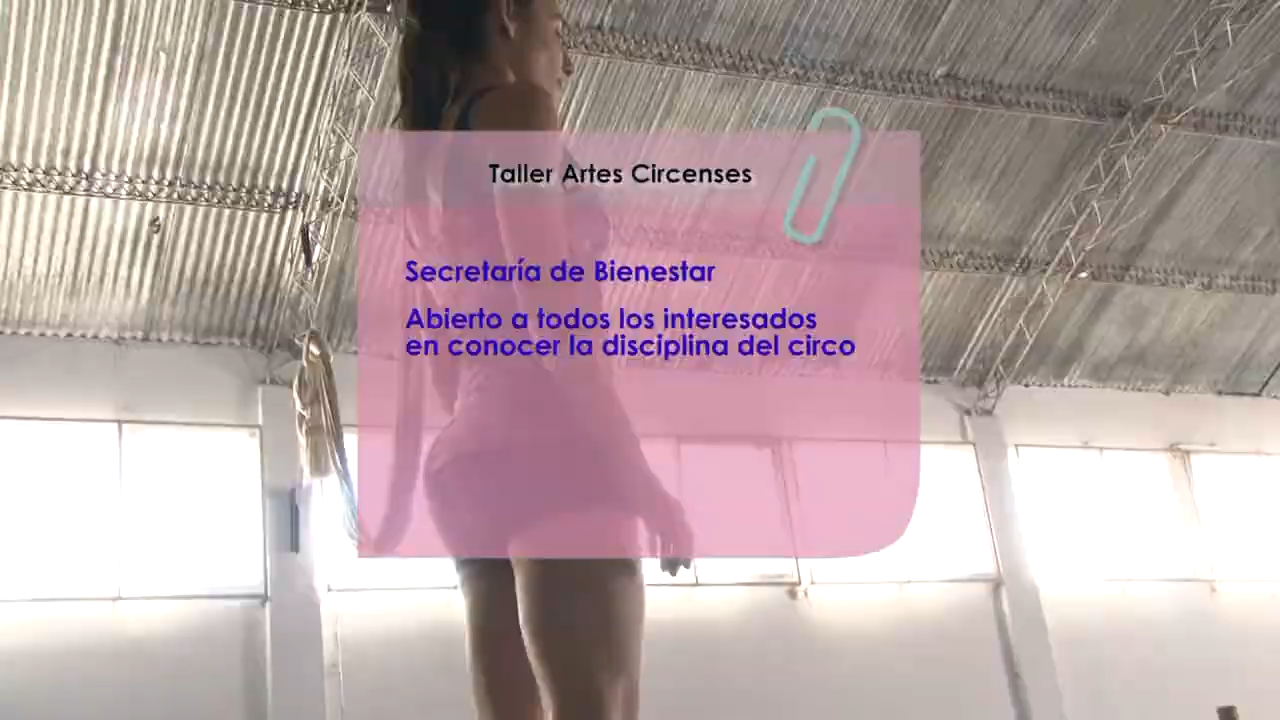 Taller Artes Circenses
Secretaría de Bienestar
Abierto a todos los interesados
en conocer la disciplina del circo